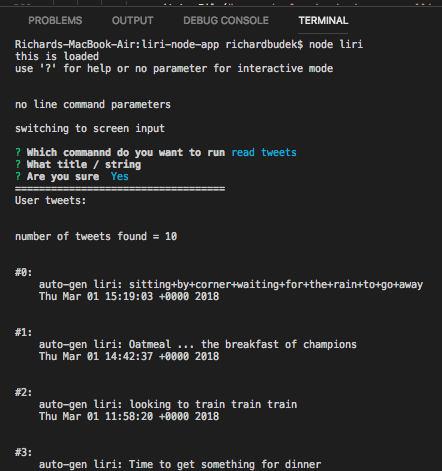 PROBLEMS OUTPUT DEBUG CONSOLE TERMINAL
Richards-MacBook-Air:liri-node-app richardbudek$ node liri
this is loaded
use '?' for help or no parameter for interactive mode
no line command parameters
switching to screen input
? Which commannd do you want to run read tweets
? What title / string
? Are you sure Yes
===================================
User tweets:
number of tweets found = 10
#0:
auto-gen liri: sitting+by+corner+waiting+for+the+rain+to+go+away
Thu Mar 01 15:19:03 +0000 2018
#1:
auto-gen liri: Oatmeal ... the breakfast of champions
Thu Mar 01 14:42:37 +0000 2018
#2:
auto-gen liri: looking to train train train
Thu Mar 01 11:58:20 +0000 2018
#3:
auto-gen liri: Time to get something for dinner